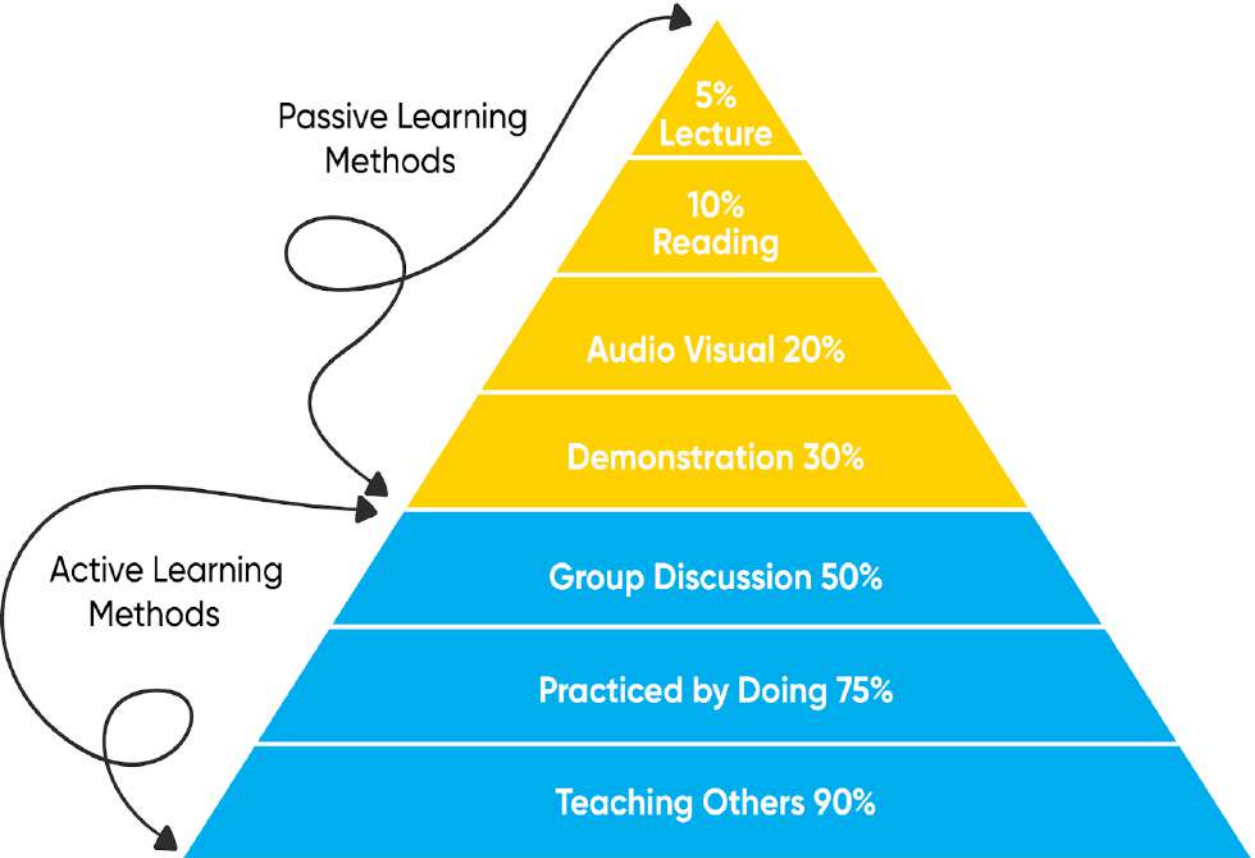 Passive Learning
Methods
5%
Lecture
10%
Reading
Audio Visual 20%
Demonstration 30%
Active Learning
Methods
Group Discussion 50%
Practiced by Doing 75%
Teaching Others 90%